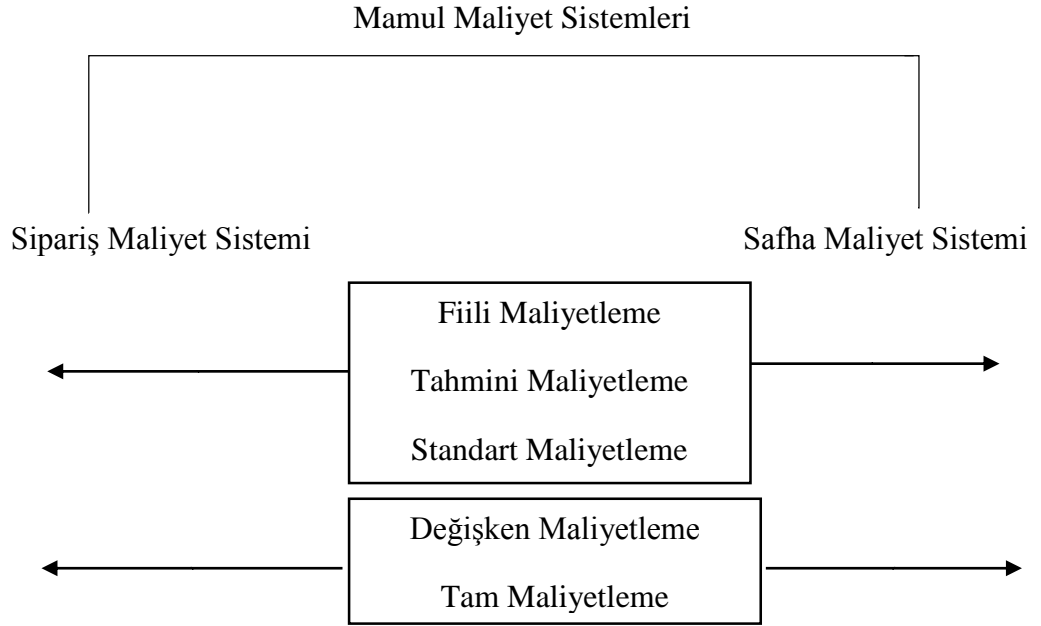 Mamul Maliyet Sistemleri
Sipariş Maliyet Sistemi
Safha Maliyet Sistemi
Fiili Maliyetleme
Tahmini Maliyetleme
Standart Maliyetleme
Değişken Maliyetleme
Tam Maliyetleme